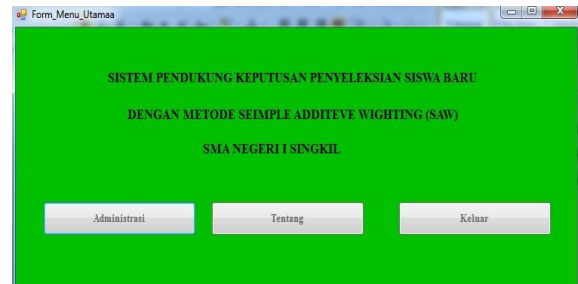 Form_Menu_Utamaa
SISTEM PENDUKUNG KEPUTUSAN PENYELEKSIAN SISWA BARU
DENGAN METODE SEIMPLE ADDITEVE WIGHTING (SAW)
SMA NEGERI I SINGKIL
Administrasi Tentang Keluar